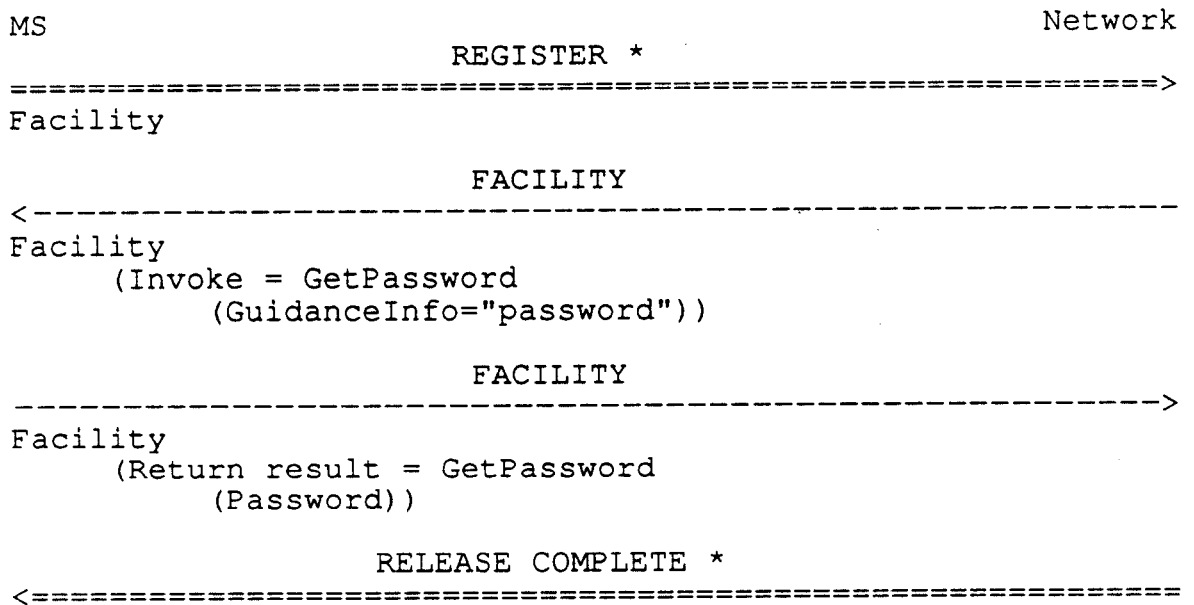 MS Network
REGISTER *
==========================================================>
Facility
FACILITY
<----------------------------------------------------------
Facility
(Invoke = GetPassword
(GuidanceInfo="password"))
FACILITY
---------------------------------------------------------->
Facility
(Return result = GetPassword
(Password))
RELEASE COMPLETE *
<==========================================================